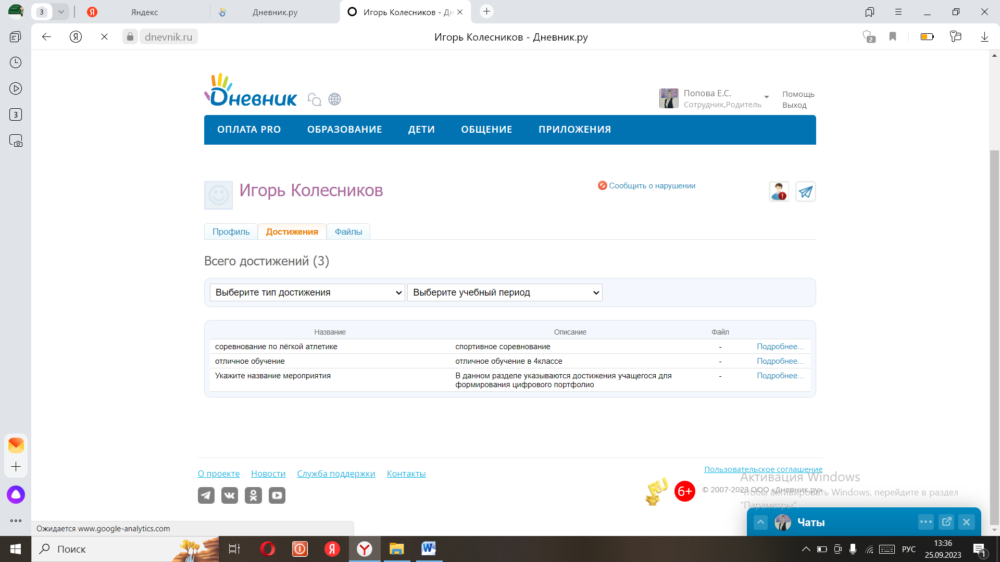 3
Яндекс
Дневник.ру
Игорь Колесников - Дн
dnevnik.ru
Игорь Колесников - Дневник.ру
2
3
Дневник
Попова Е.С.
Сотрудник,Родитель
Помощь
Выход
ОПЛАТА PRO ОБРАЗОВАНИЕ ДЕТИ ОБЩЕНИЕ ПРИЛОЖЕНИЯ
Игорь Колесников
Сообщить о нарушении
Профиль Достижения Файлы
Всего достижений (3)
Выберите тип достижения Выберите учебный период
Название Описание Файл
соревнование по лёгкой атлетике спортивное соревнование - Подробнее...
отличное обучение отличное обучение в 4классе - Подробнее...
Укажите название мероприятия В данном разделе указываются достижения учащегося для - Подробнее...
формирования цифрового портфолио
О проекте Новости Служба поддержки Контакты
Пользовательское соглашение
RU
6+
© 2007-2023 ООО «Дневник.ру»
Активация Windows
Чтобы активировать Windows, перейдите в раздел
"Параметры".
Чаты
Ожидается www.google-analytics.com
Поиск
РУС
13:36
25.09.2023
1